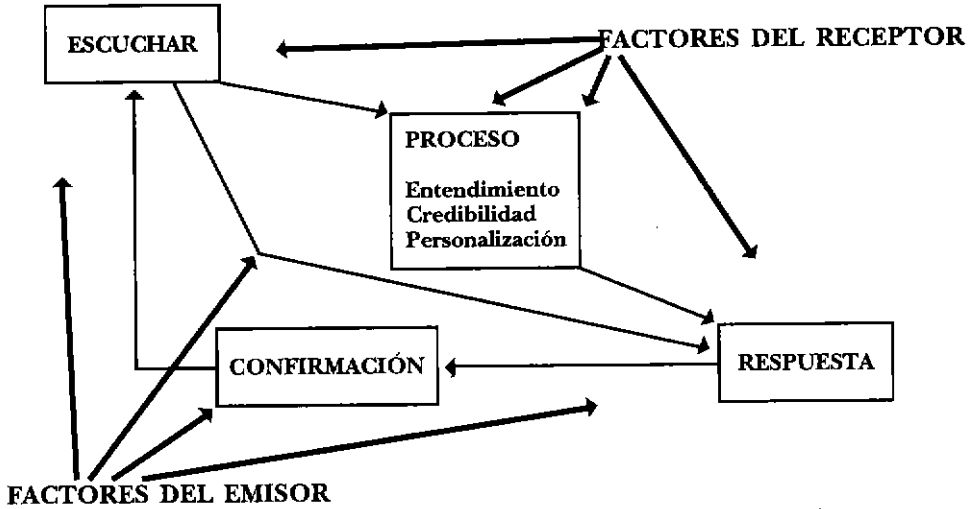 ESCUCHAR
FACTORES DEL RECEPTOR
PROCESO
Entendimiento
Credibilidad
Personalización
CONFIRMACIÓN
RESPUESTA
FACTORES DEL EMISOR